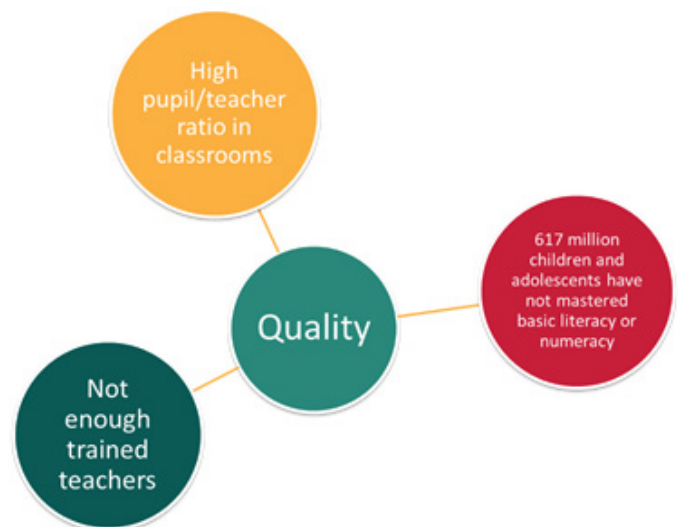 High
pupil/teacher
ratio in
classrooms
617 million
children and
adolescents have
not mastered
basic literacy or
numeracy
Quality
Not
enough
trained
teachers